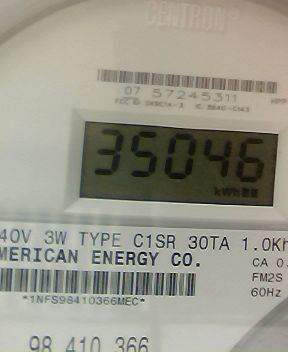 CENTRON®
07 57245311
HPP
35046
kWh
40V 3W TYPE C1SR 30TA 1.0Kh
MERICAN ENERGY CO.
CA 0.
FM2S
60Hz
*1NFS98410366MEC*
98 410 366